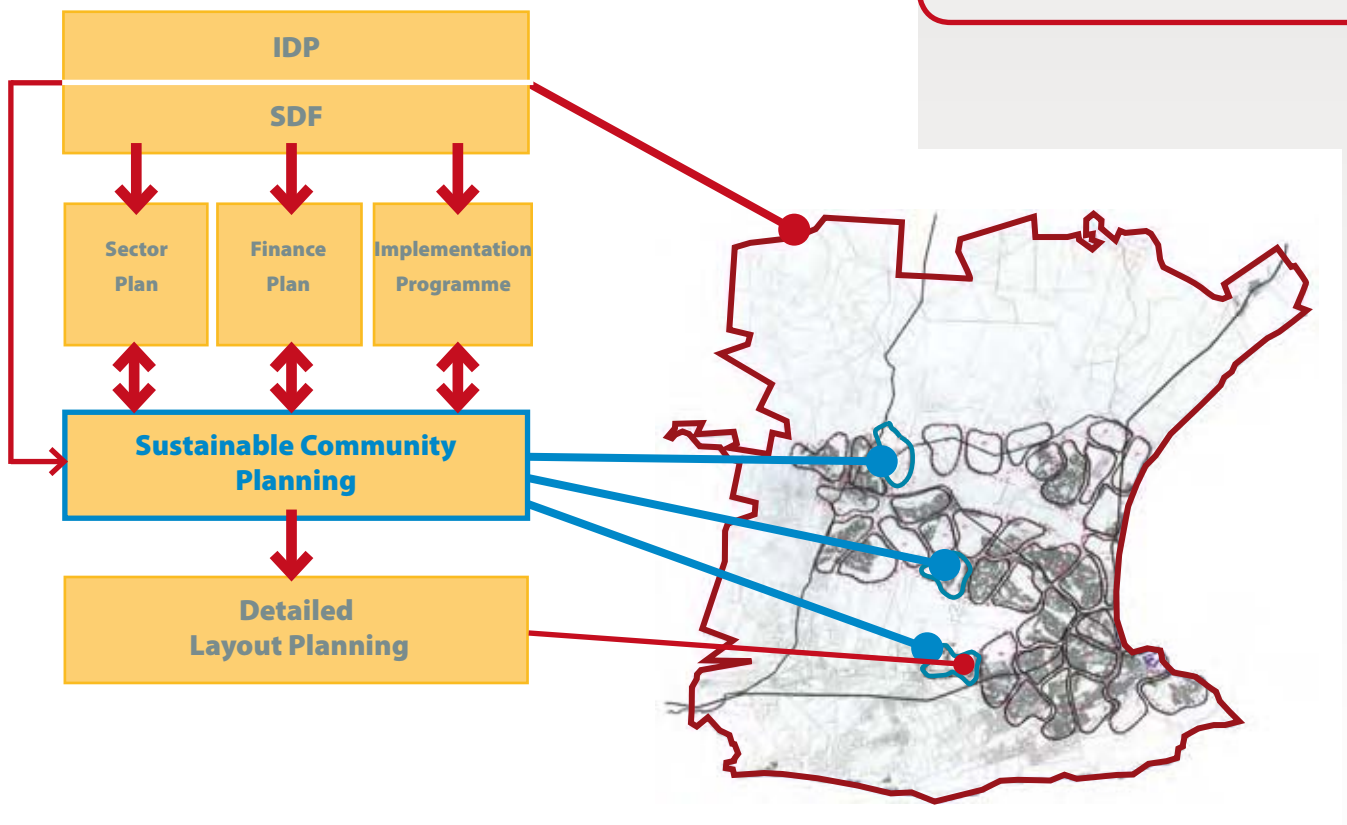 IDP
SDF
Sector
Plan
Finance
Plan
Implementation
Programme
Sustainable Community
Planning
Detailed
Layout Planning